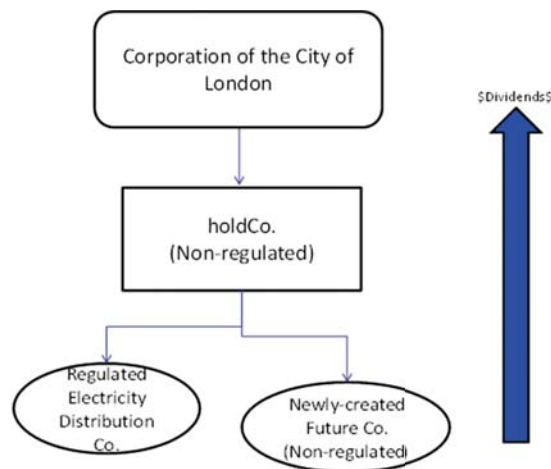 Corporation of the City of
London
$Dividends$
holdCo.
(Non-regulated)
Regulated
Electricity
Distribution
Co.
Newly-created
Future Co.
(Non-regulated)